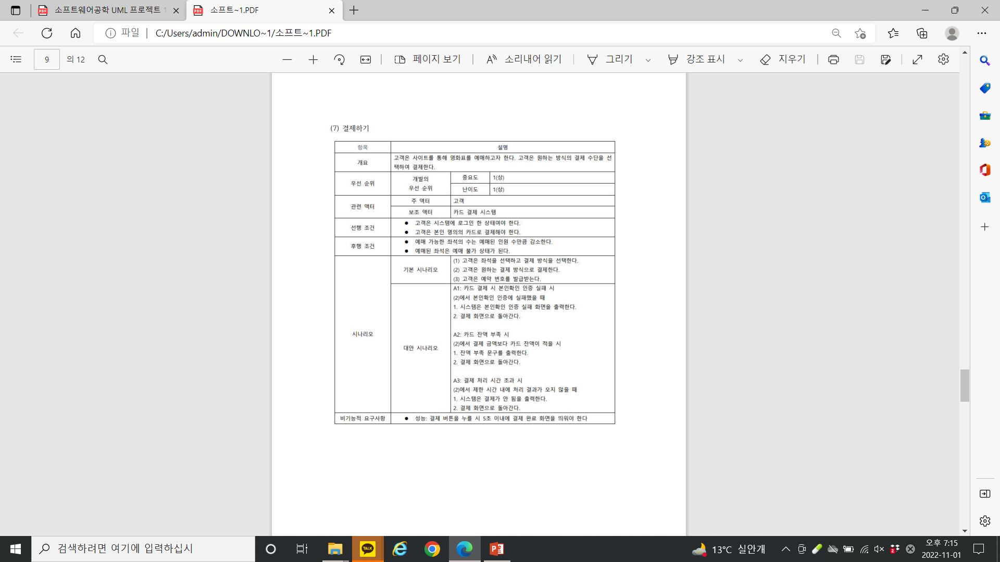 소프트웨어공학 UML 프로젝트 1
소프트~1.PDF
파일
C:/Users/admin/DOWNLO~1/소프트~1.PDF
9 의 12
페이지 보기
소리내어 읽기
그리기
강조 표시
지우기
(7) 결제하기
항목 설명
개요
고객은 사이트를 통해 영화표를 예매하고자 한다. 고객은 원하는 방식의 결제 수단을 선
택하여 결제한다.
우선 순위
개발의
우선 순위
중요도 1(상)
난이도 1(상)
관련 액터
주 액터 고객
보조 액터 카드 결제 시스템
선행 조건
● 고객은 시스템에 로그인 한 상태여야 한다.
● 고객은 본인 명의의 카드로 결제해야 한다.
후행 조건
● 예매 가능한 좌석의 수는 예매된 인원 수만큼 감소한다.
● 예매된 좌석은 예매 불가 상태가 된다.
시나리오
기본 시나리오
(1) 고객은 좌석을 선택하고 결제 방식을 선택한다.
(2) 고객은 원하는 결제 방식으로 결제한다.
(3) 고객은 예약 번호를 발급받는다.
대안 시나리오
A1: 카드 결제 시 본인확인 인증 실패 시
(2)에서 본인확인 인증에 실패했을 때
1. 시스템은 본인확인 인증 실패 화면을 출력한다.
2. 결제 화면으로 돌아간다.
A2: 카드 잔액 부족 시
(2)에서 결제 금액보다 카드 잔액이 적을 시
1. 잔액 부족 문구를 출력한다.
2. 결제 화면으로 돌아간다.
A3: 결제 처리 시간 초과 시
(2)에서 제한 시간 내에 처리 결과가 오지 않을 때
1. 시스템은 결제가 안 됨을 출력한다.
2. 결제 화면으로 돌아간다.
비기능적 요구사항
● 성능: 결제 버튼을 누를 시 5초 이내에 결제 완료 화면을 띄워야 한다
검색하려면 여기에 입력하십시
TALK
13°C 실안개
오후 7:15
2022-11-01